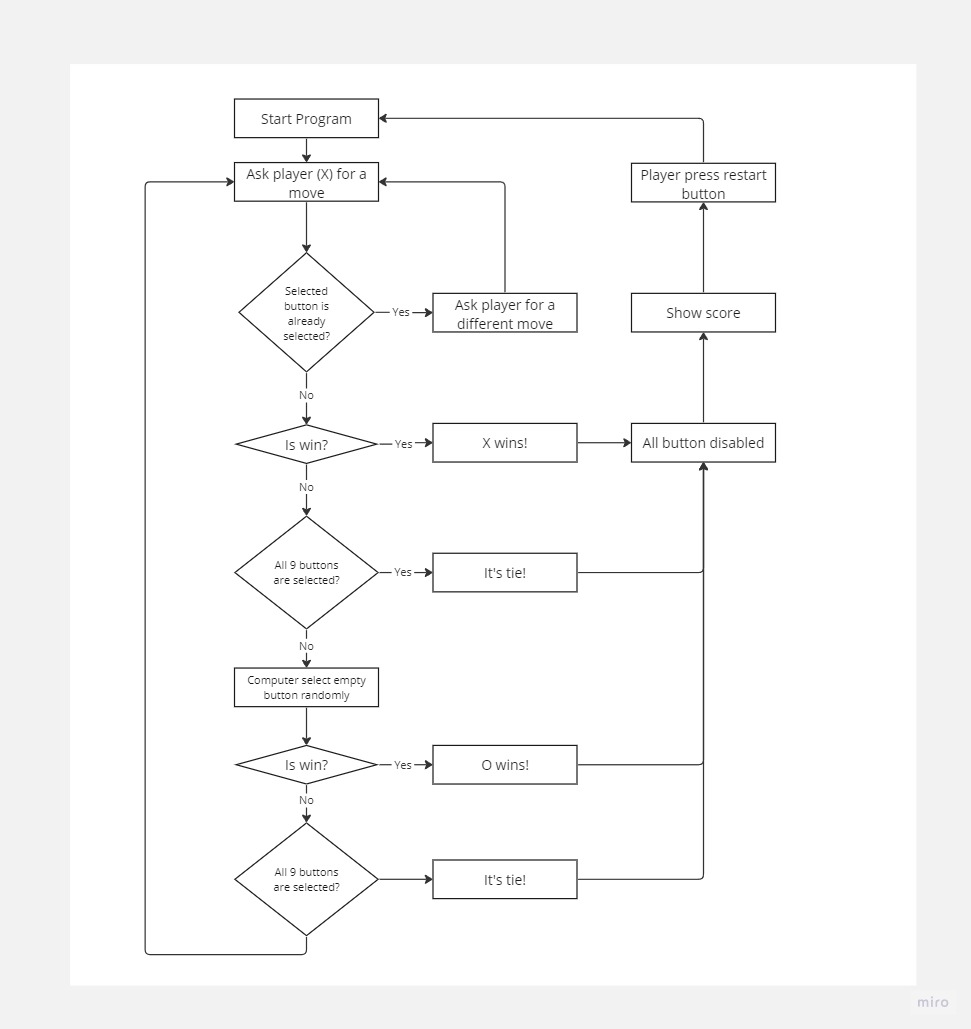 Start Program
Ask player (X) for a
move
Player press restart
button
Selected
button is
already
selected?
Yes
Ask player for a
different move
Show score
No
Is win?
Yes
X wins!
All button disabled
No
All 9 buttons
are selected?
Yes
It's tie!
No
Computer select empty
button randomly
Is win?
Yes
O wins!
No
All 9 buttons
are selected?
It's tie!
miro